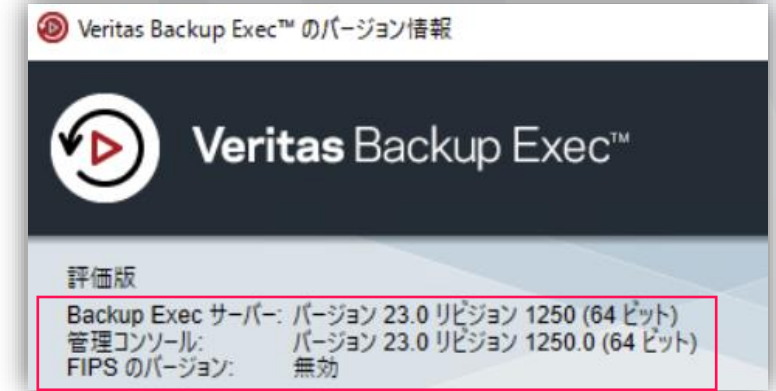 Veritas Backup Exec™ のバージョン情報
Veritas Backup Exec™
評価版
Backup Exec サーバー: バージョン 23.0 リビジョン 1250 (64 ビット)
管理コンソール: バージョン 23.0 リビジョン 1250.0 (64 ビット)
FIPS のバージョン: 無効